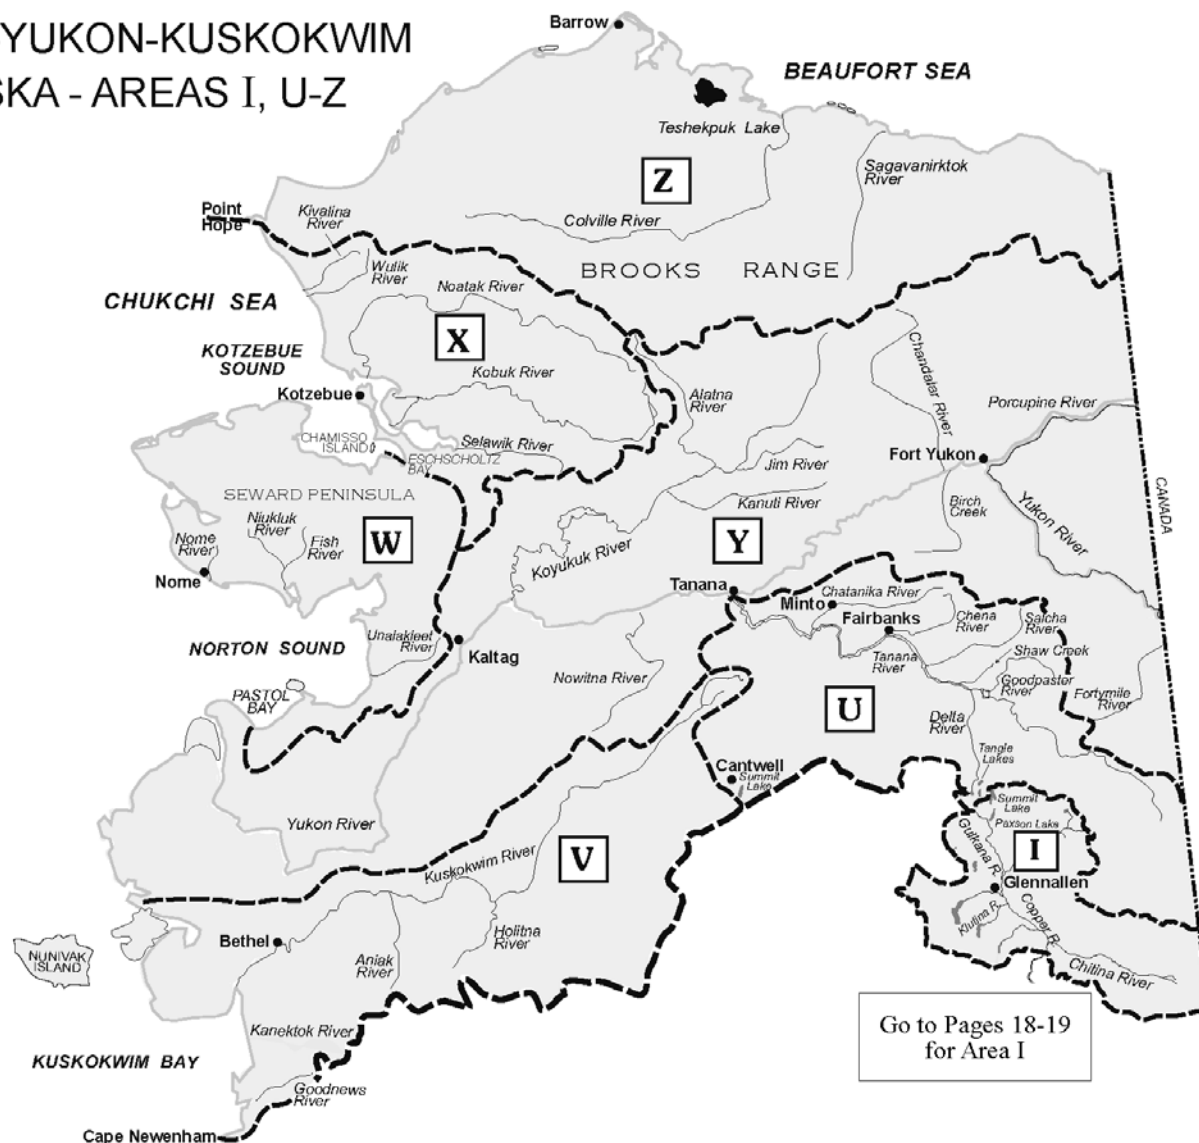 YUKON-KUSKOKWIM
SKA - AREAS I, U-Z
Barrow
BEAUFORT SEA
Teshekpuk Lake
Z
Sagavanirktok
River
Point
Hope
Kivalina
River
Colville River
BROOKS RANGE
Wulik
River
Noatak River
CHUKCHI SEA
X
KOTZEBUE
SOUND
Kobuk River
Kotzebue
Alatna
River
Chandalar River
Porcupine River
CHAMISSO
ISLAND
Selawik River
ESCHSCHOLTZ
BAY
Jim River
Fort Yukon
SEWARD PENINSULA
Kanuti River
Birch
Creek
Yukon River
CANADA
Niukluk
River
Nome
River
Fish
River
W
Y
Koyukuk River
Nome
Tanana
Minto
Chatanika River
Fairbanks
Chena
River
Salcha
River
NORTON SOUND
Unalakleet
River
Kaltag
Tanana
River
Shaw Creek
Nowitna River
Goodpaster
River
Fortymile
River
PASTOL
BAY
U
Delta
River
Tangle
Lakes
Cantwell
Summit
Lake
Summit
Lake
Paxson Lake
Yukon River
Kuskokwim River
V
Gulkana R.
I
Glennallen
Klutina R.
Copper R.
Bethel
Holitna
River
Aniak
River
NUNIVAK
ISLAND
Chitina River
Kanektok River
Go to Pages 18-19
for Area I
KUSKOKWIM BAY
Goodnews
River
Cape Newenham